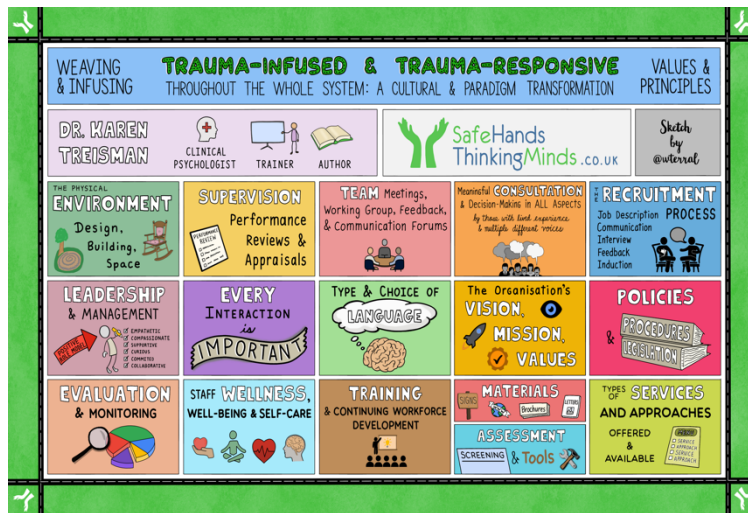 WEAVING
& INFUSING
TRAUMA-INFUSED & TRAUMA-RESPONSIVE
THROUGHOUT THE WHOLE SYSTEM: A CULTURAL & PARADIGM TRANSFORMATION
VALUES &
PRINCIPLES
DR. KAREN
TREISMAN
CLINICAL
PSYCHOLOGIST
TRAINER
AUTHOR
SafeHands
ThinkingMinds.CO.UK
Sketch
by
@wterral
THE PHYSICAL
ENVIRONMENT
Design,
Building,
Space
SUPERVISION
Performance
Reviews &
Appraisals
PERFORMANCE
REVIEW
TEAM Meetings,
Working Group, Feedback,
& Communication Forums
Meaningful CONSULTATION
& Decision-Making in ALL Aspects
by those with lived experience
& multiple different voices
THE
RECRUITMENT
PROCESS
Job Description
Communication
Interview
Feedback
Induction
LEADERSHIP
& MANAGEMENT
POSITIVE
ROLE MODEL
EMPATHETIC
COMPASSIONATE
SUPPORTIVE
CURIOUS
COMMITTED
COLLABORATIVE
EVERY
INTERACTION
is
IMPORTANT
TYPE & CHOICE OF
LANGUAGE
The Organisation's
VISION,
MISSION,
VALUES
POLICIES
& PROCEDURES
LEGISLATION
EVALUATION
& MONITORING
STAFF WELLNESS,
WELL-BEING & SELF-CARE
TRAINING
& CONTINUING WORKFORCE
DEVELOPMENT
MATERIALS
SIGNS
Brochures
LETTERS
ASSESSMENT
SCREENING & Tools
TYPES
OF
SERVICES
AND APPROACHES
OFFERED
&
AVAILABLE
SERVICE
APPROACH
SERVICE
APPROACH